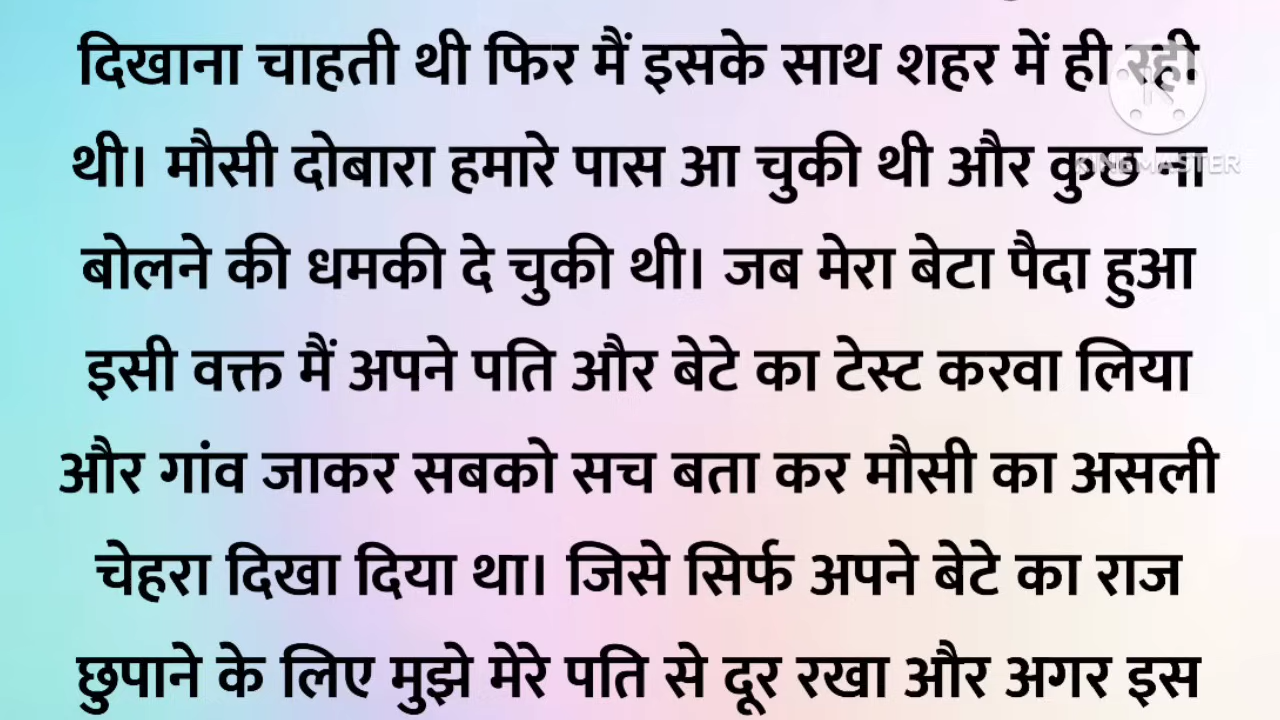 दिखाना चाहती थी फिर मैं इसके साथ शहर में ही रही
थी। मौसी दोबारा हमारे पास आ चुकी थी और कुछ ना
बोलने की धमकी दे चुकी थी। जब मेरा बेटा पैदा हुआ
इसी वक्त मैं अपने पति और बेटे का टेस्ट करवा लिया
और गांव जाकर सबको सच बता कर मौसी का असली
चेहरा दिखा दिया था। जिसे सिर्फ अपने बेटे का राज
छुपाने के लिए मुझे मेरे पति से दूर रखा और अगर इस
KINEMASTER